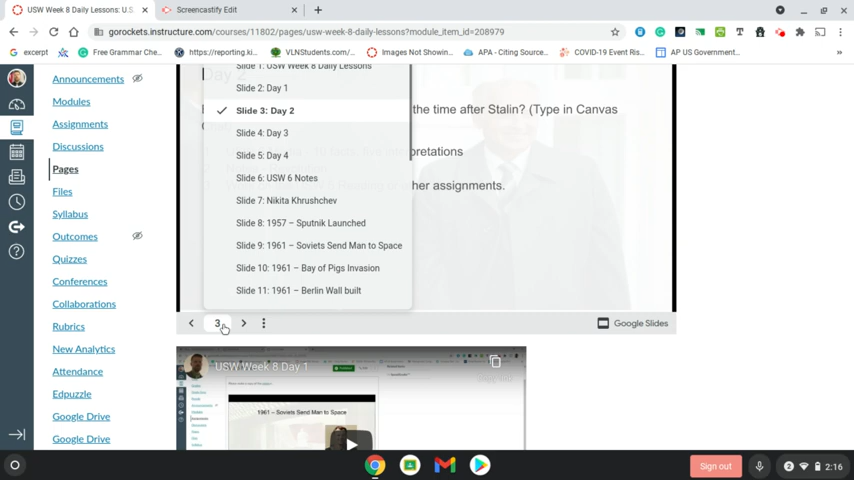 USW Week 8 Daily Lessons: U.S
Screencastify Edit
gorockets.instructure.com/courses/11802/pages/usw-week-8-daily-lessons?module_item_id=208979
excerpt
Free Grammar Che...
https://reporting.ki...
VLNStudents.com/...
Images Not Showin...
APA - Citing Source...
COVID-19 Event Ris...
AP US Government...
Announcements
Modules
Assignments
Discussions
Pages
Files
Syllabus
Outcomes
Quizzes
Conferences
Collaborations
Rubrics
New Analytics
Attendance
Edpuzzle
Google Drive
Google Drive
Day 2
Slide 1: USW Week 8 Daily Lessons
Slide 2: Day 1
Slide 3: Day 2
Slide 4: Day 3
Slide 5: Day 4
Slide 6: USW 6 Notes
Slide 7: Nikita Khrushchev
Slide 8: 1957 – Sputnik Launched
Slide 9: 1961 – Soviets Send Man to Space
Slide 10: 1961 – Bay of Pigs Invasion
Slide 11: 1961 – Berlin Wall built
the time after Stalin? (Type in Canvas
her assignments.
3
Google Slides
USW Week 8 Day 1
1961 – Soviets Send Man to Space
Sign out
2
2:16